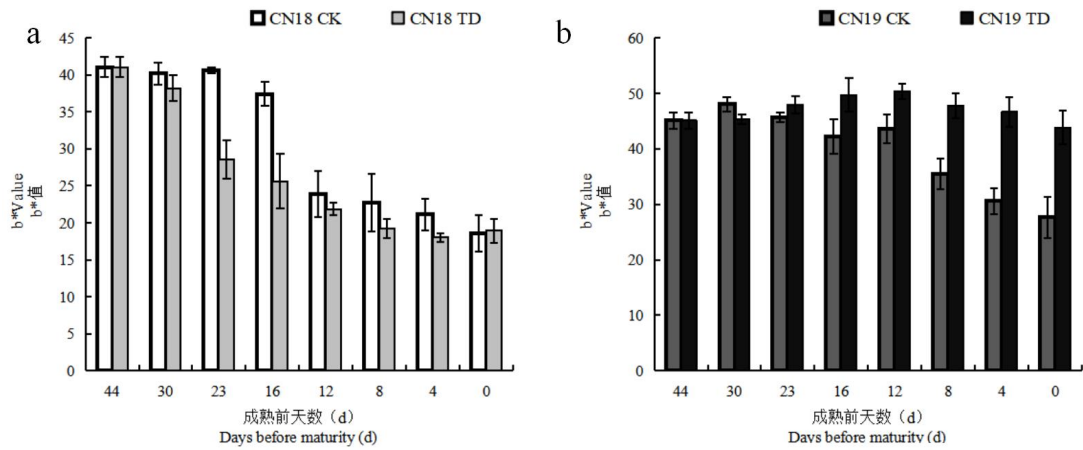 a
CN18 CK
CN18 TD
45
40
35
30
25
20
15
10
5
0
b*Value
b*值
44 30 23 16 12 8 4 0
成熟前天数（d）
Days before maturity (d)
b
CN19 CK
CN19 TD
60
50
40
30
20
10
0
b*Value
b*值
44 30 23 16 12 8 4 0
成熟前天数（d）
Days before maturity (d)